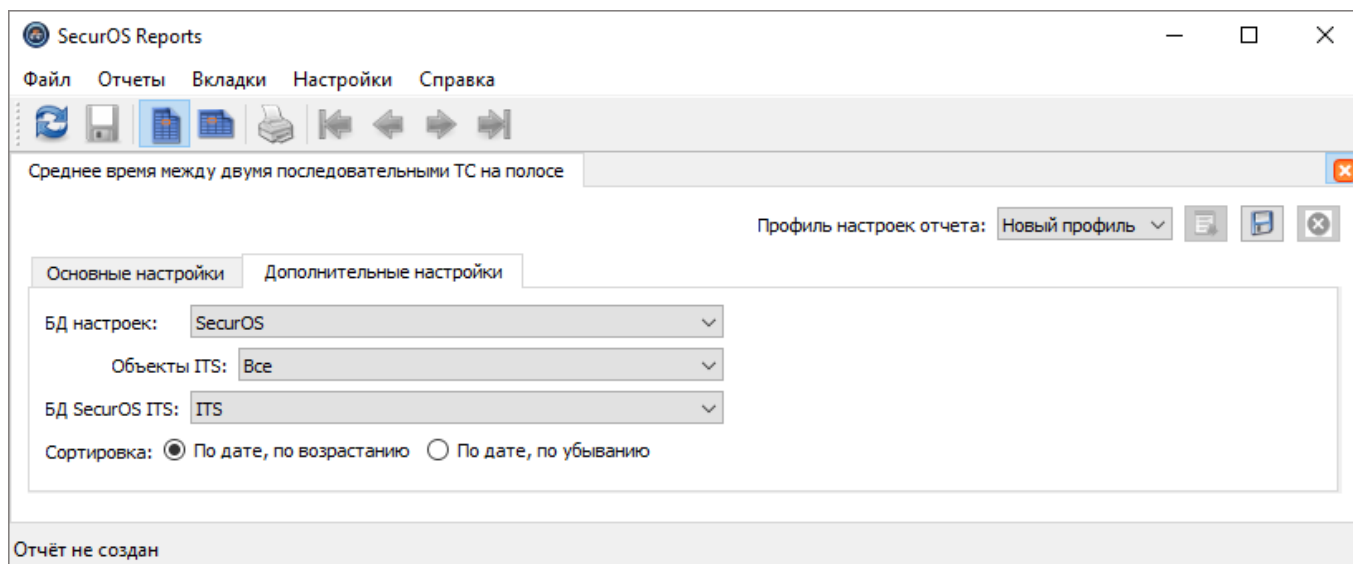 SecurOS Reports
Файл Отчеты Вкладки Настройки Справка
Среднее время между двумя последовательными ТС на полосе
Профиль настроек отчета: Новый профиль
Основные настройки Дополнительные настройки
БД настроек: SecurOS
Объекты ITS: Все
БД SecurOS ITS: ITS
Сортировка: По дате, по возрастанию По дате, по убыванию
Отчёт не создан